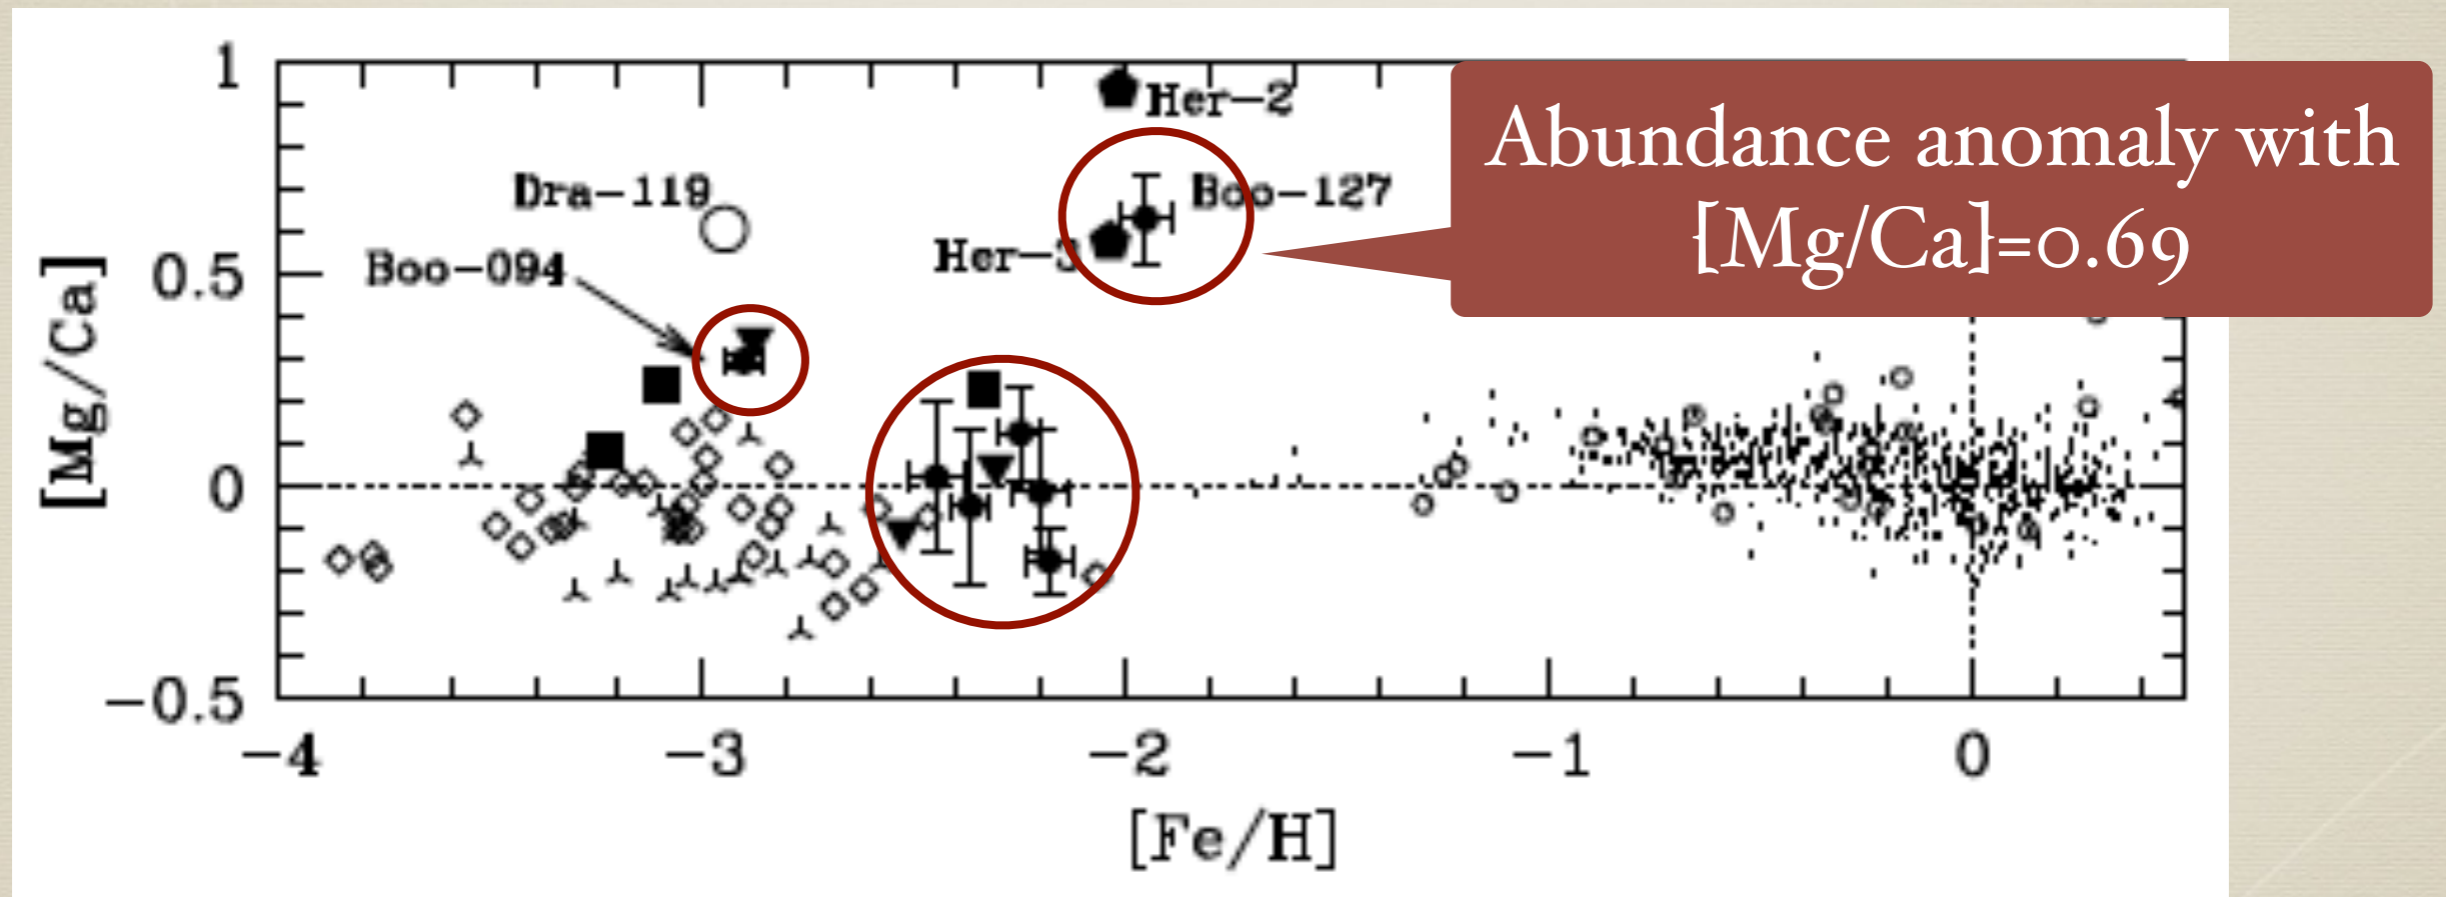 1
Her-2
Abundance anomaly with
[Mg/Ca]=0.69
Dra-119
Boo-127
Boo-094
Her-3
0.5
[Mg/Ca]
0
-0.5
-4
-3
-2
-1
0
[Fe/H]